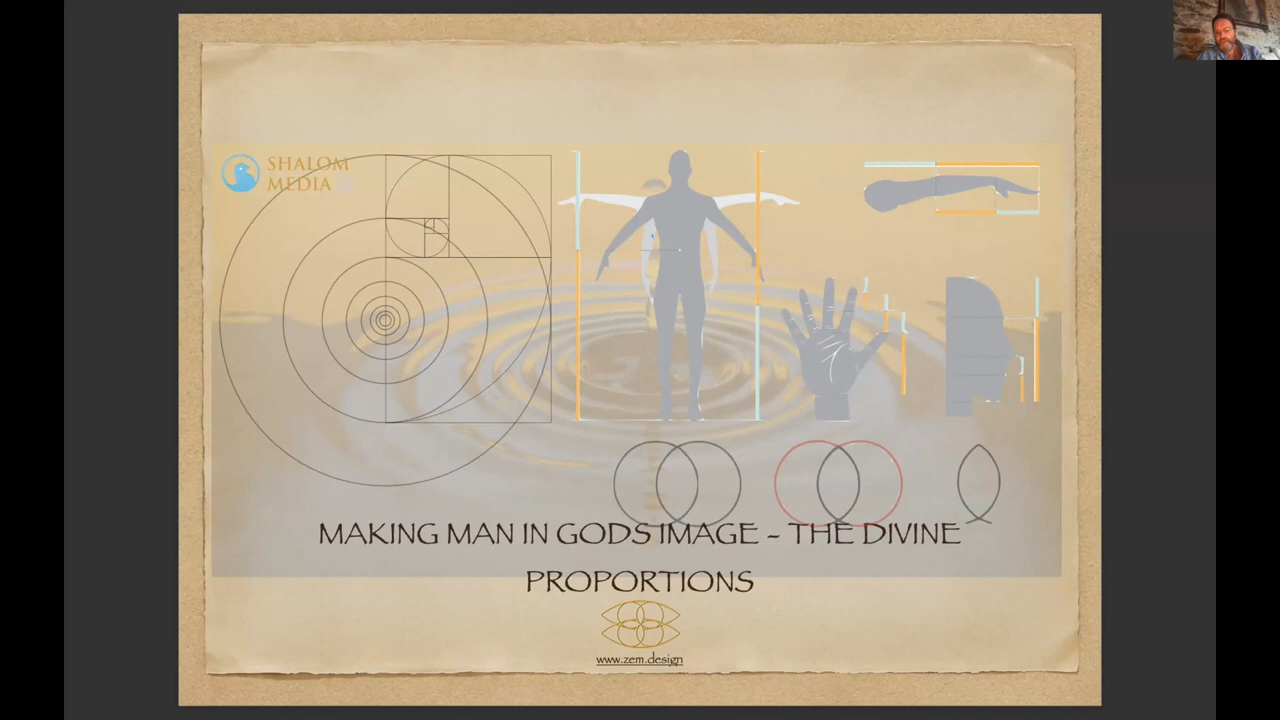 SHALOM
MEDIA
MAKING MAN IN GODS IMAGE – THE DIVINE
PROPORTIONS
www.zem.design